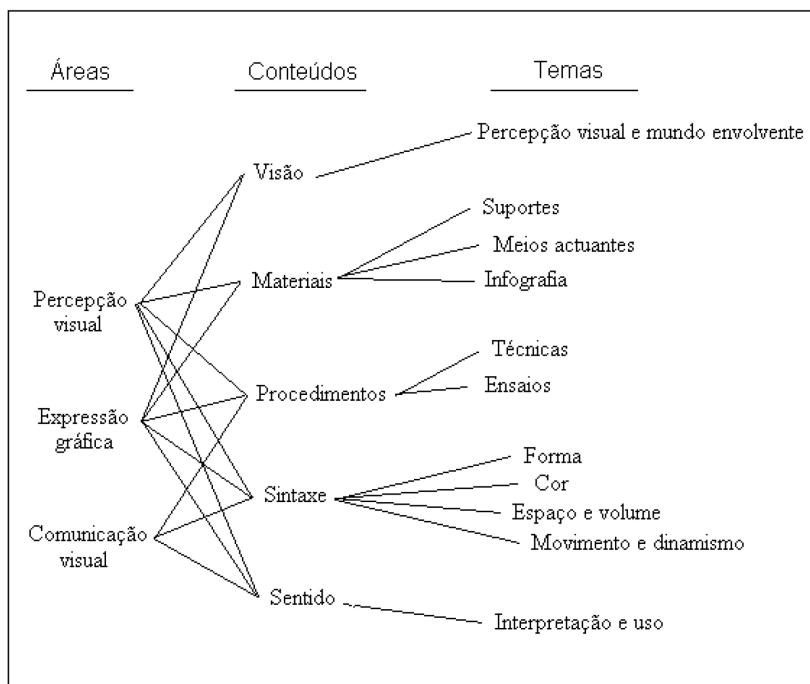 Áreas
Conteúdos
Temas
Percepção visual e mundo envolvente
Visão
Suportes
Meios actuantes
Materiais
Infografia
Percepção
visual
Técnicas
Procedimentos
Ensaios
Expressão
gráfica
Forma
Cor
Sintaxe
Espaço e volume
Comunicação
visual
Movimento e dinamismo
Sentido
Interpretação e uso